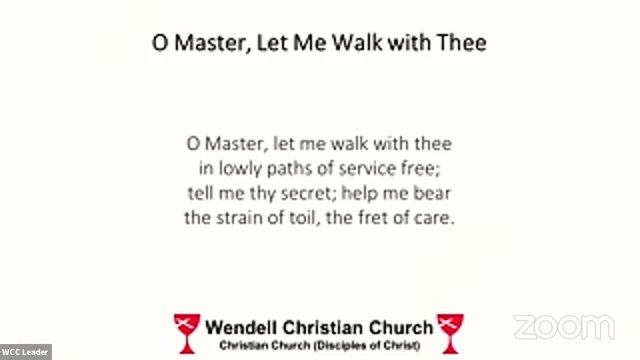 O Master, Let Me Walk with Thee
O Master, let me walk with thee
in lowly paths of service free;
tell me thy secret; help me bear
the strain of toil, the fret of care.
Wendell Christian Church
Christian Church (Disciples of Christ)
zoom
WCC Leader